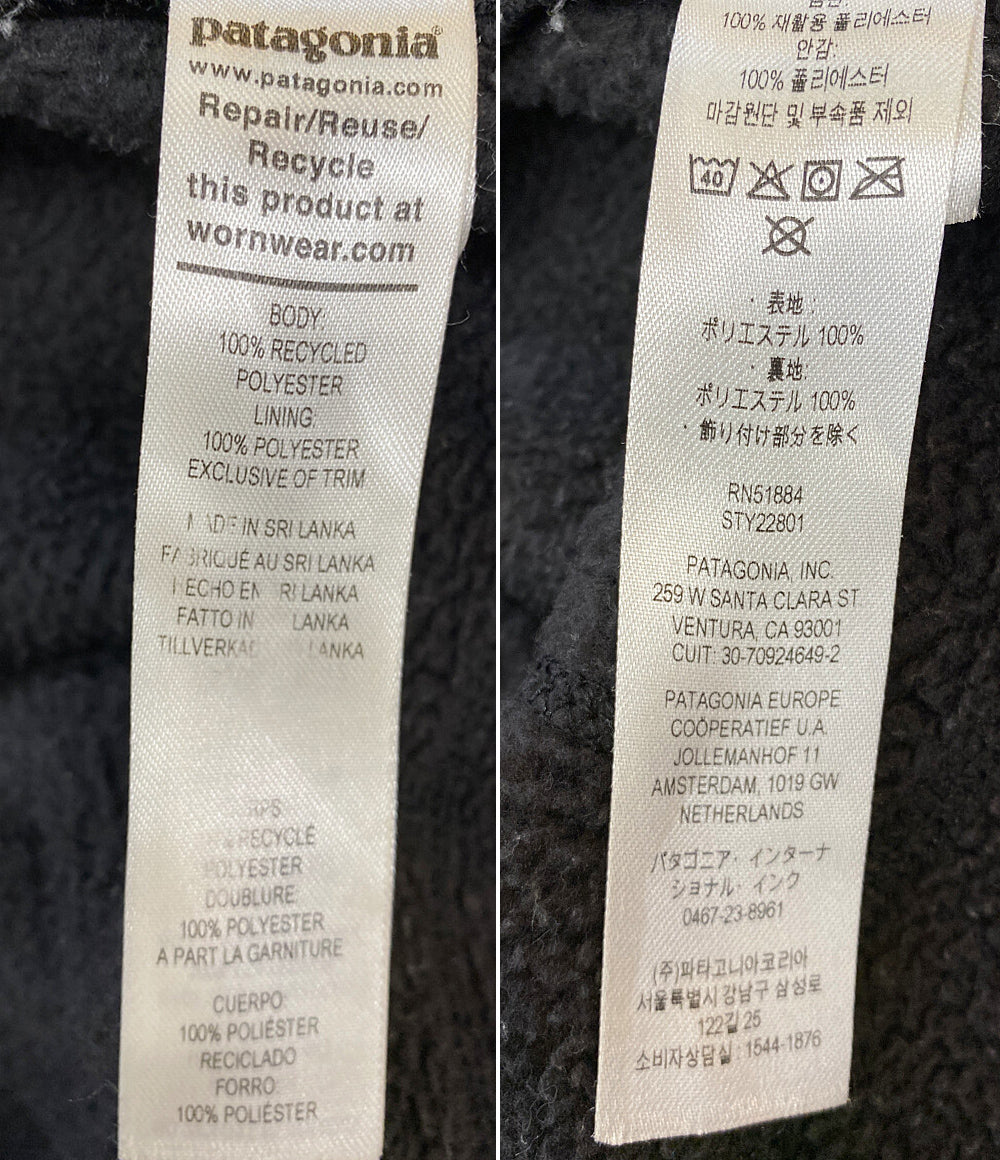 patagonia®
www.patagonia.com
Repair/Reuse/
Recycle
this product at
wornwear.com
BODY:
100% RECYCLED
POLYESTER
LINING:
100% POLYESTER
EXCLUSIVE OF TRIM
IN SRI LANKA
AU SRI LANKA
LANKA
FATTO IN LANKA
LANKA
RECYCLÉ
POLYESTER
DOUBLURE:
100% POLYESTER
A PART LA GARNITURE
CUERPO:
100% POLIÉSTER
RECICLADO
FORRO:
100% POLIÉSTER
100% 재활용 폴리에스터
안감:
100% 폴리에스터
마감원단 및 부속품 제외
40
・表地:
ポリエステル 100%
・裏地:
ポリエステル 100%
・飾り付け部分を除く
RN51884
STY22801
PATAGONIA, INC.
259 W SANTA CLARA ST
VENTURA, CA 93001
CUIT: 30-70924649-2
PATAGONIA EUROPE
COÖPERATIEF U.A.
JOLLEMANHOF 11
AMSTERDAM, 1019 GW
NETHERLANDS
パタゴニア・インターナ
ショナル・インク
0467-23-8961
(주)파타고니아코리아
서울특별시 강남구 삼성로
122길 25
소비자상담실 : 1544-1876